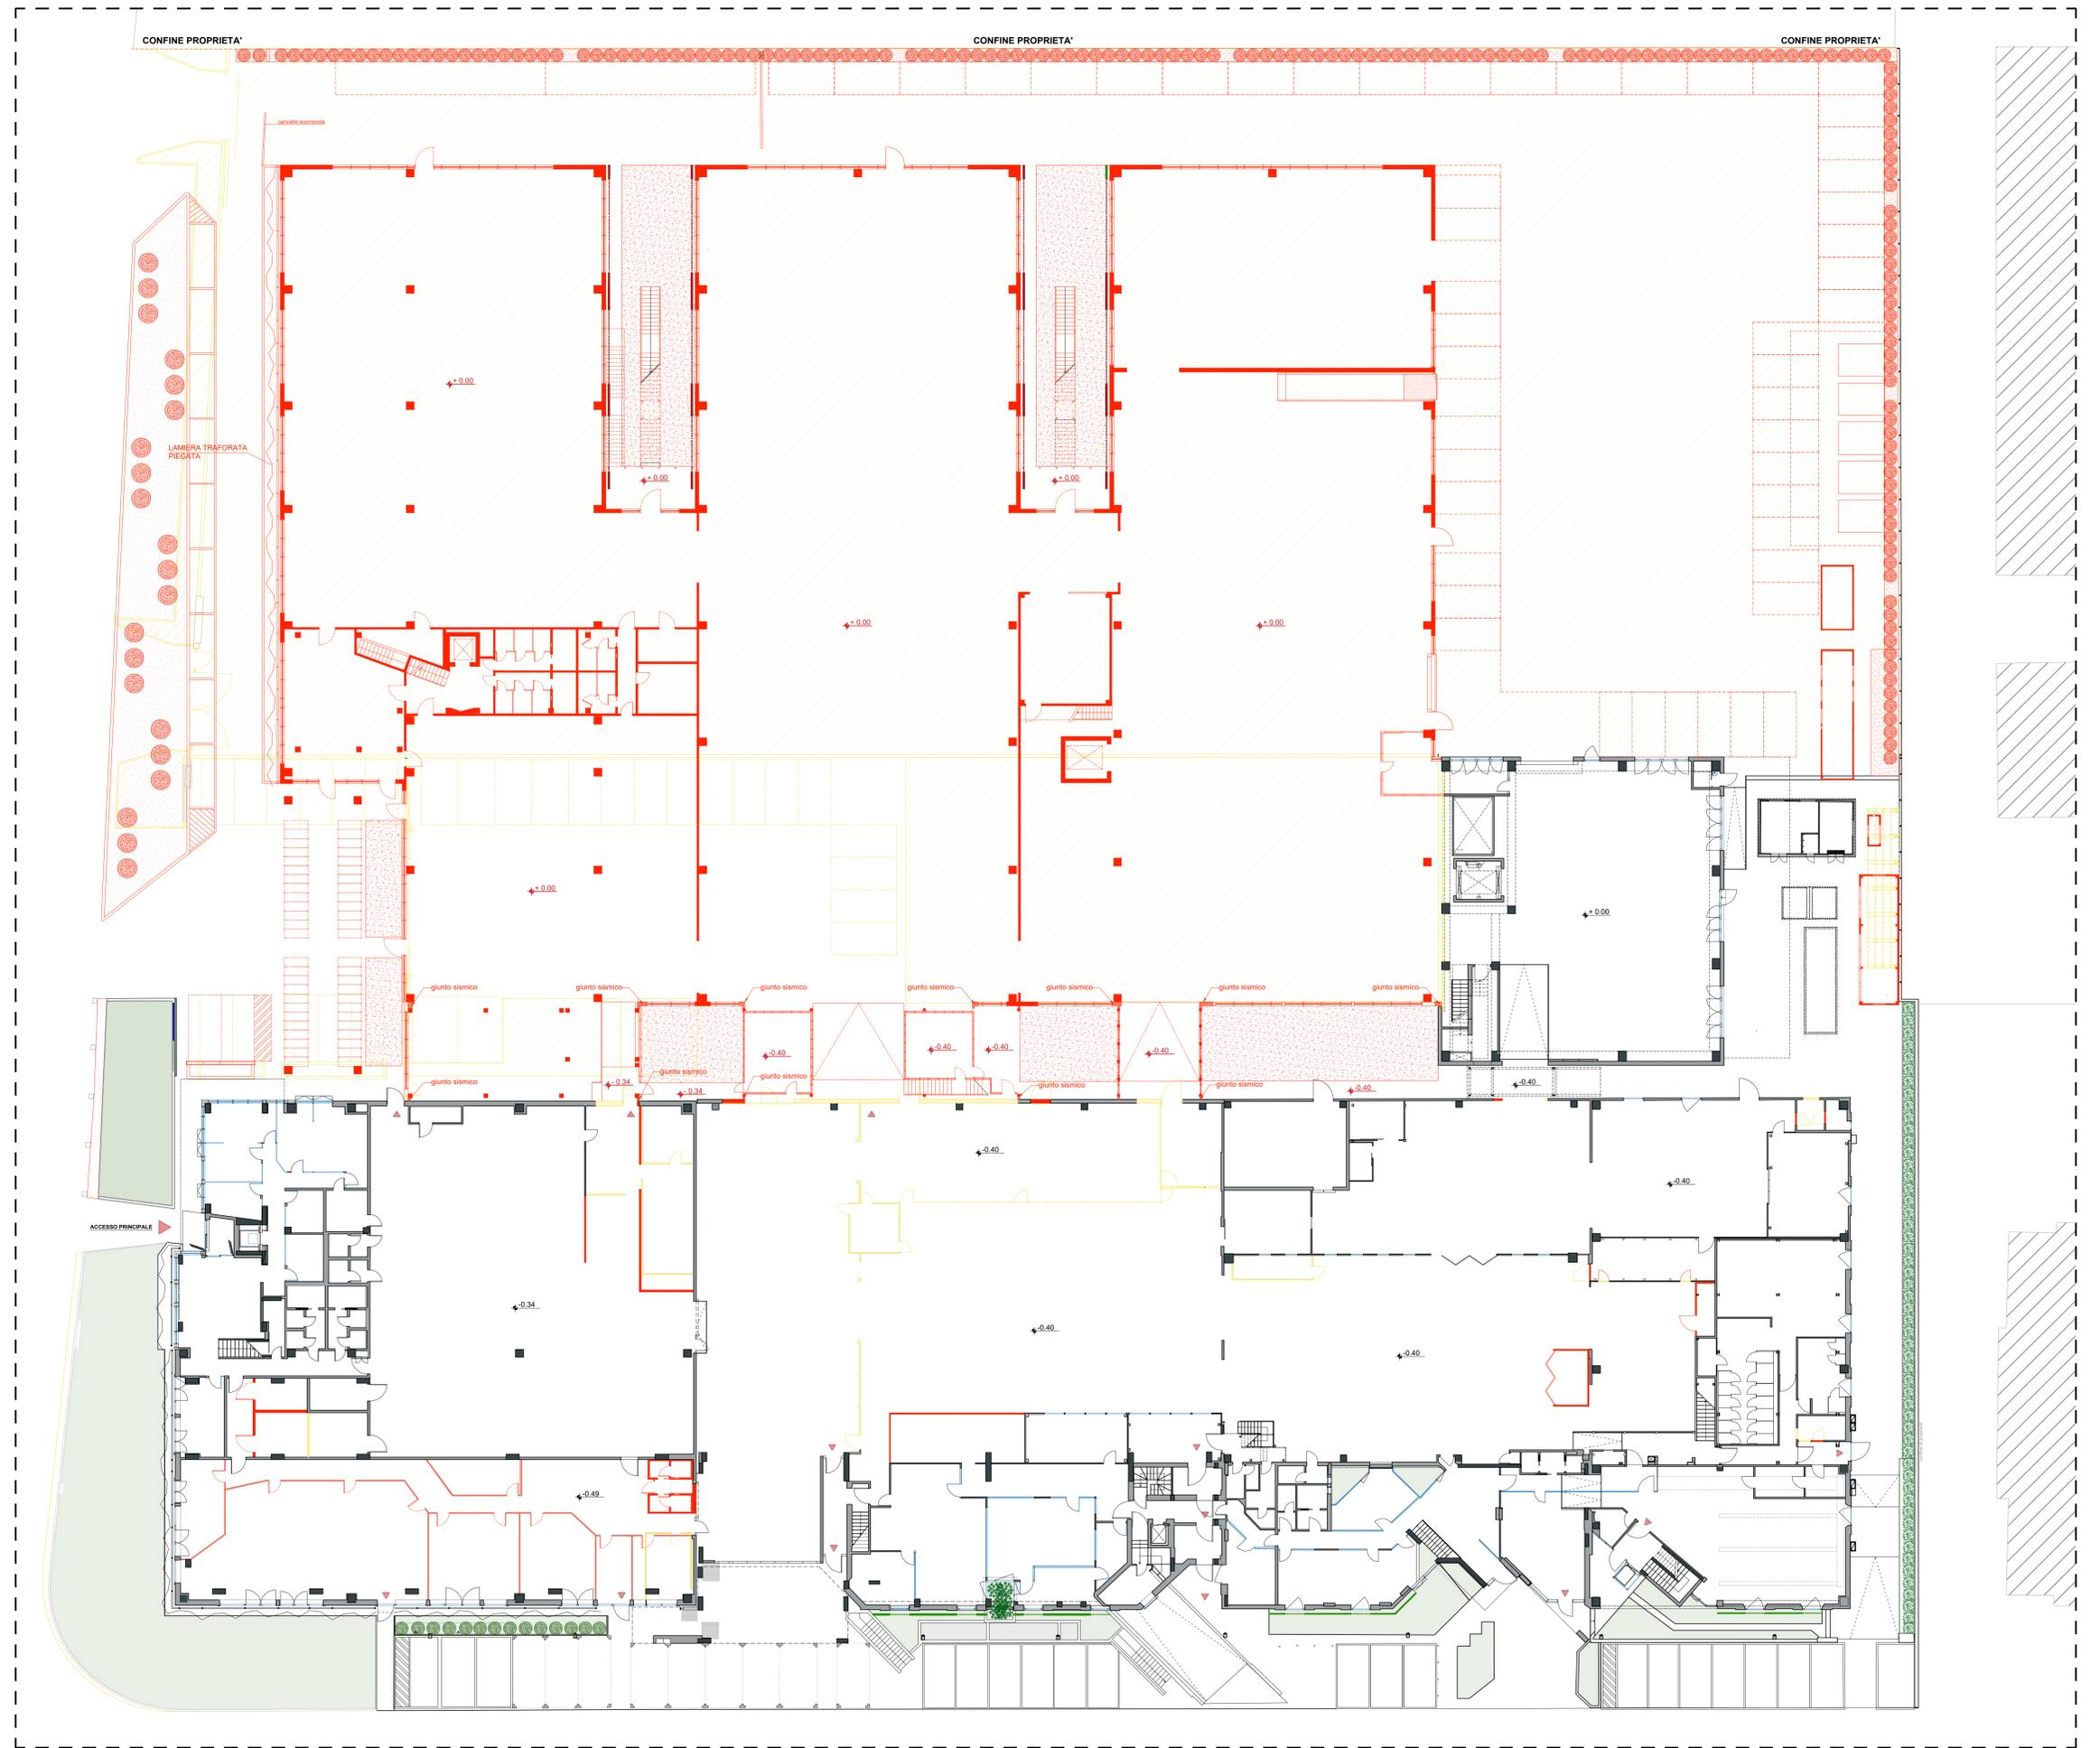 CONFINE PROPRIETA'
CONFINE PROPRIETA'
CONFINE PROPRIETA'
cancello scorrevole
+ 0.00
LAMIERA TRAFORATA
PIEGATA
+ 0.00
+ 0.00
+ 0.00
+ 0.00
+ 0.00
+ 0.00
giunto sismico
giunto sismico
giunto sismico
giunto sismico
giunto sismico
giunto sismico
giunto sismico
-0.40
-0.40
-0.40
-0.40
giunto sismico
giunto sismico
giunto sismico
giunto sismico
giunto sismico
- 0.34
-0.34
-0.40
-0.40
-0.40
-0.40
ACCESSO PRINCIPALE
-0.34
-0.40
-0.40
-0.49